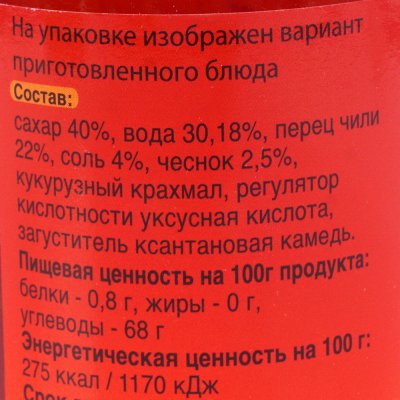 На упаковке изображен вариант
приготовленного блюда
Состав:
сахар 40%, вода 30,18%, перец чили
22%, соль 4%, чеснок 2,5%,
кукурузный крахмал, регулятор
кислотности уксусная кислота,
загуститель ксантановая камедь.
Пищевая ценность на 100г продукта:
белки - 0,8 г, жиры - 0 г,
углеводы - 68 г
Энергетическая ценность на 100 г:
275 ккал / 1170 кДж